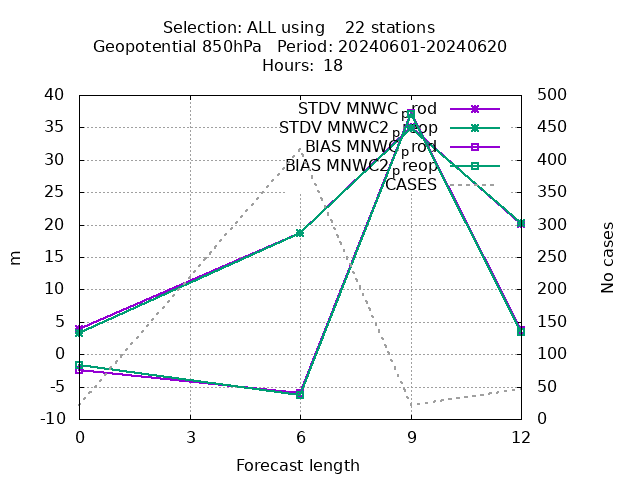 Selection: ALL using    22 stations
Geopotential 850hPa   Period: 20240601-20240620
Hours: 18
STDV MNWC_prod
STDV MNWC2_preop
BIAS MNWC_prod
BIAS MNWC2_preop
CASES
40
35
30
25
20
15
10
5
0
-5
-10
500
450
400
350
300
250
200
150
100
50
0
m
No cases
0 3 6 9 12
Forecast length